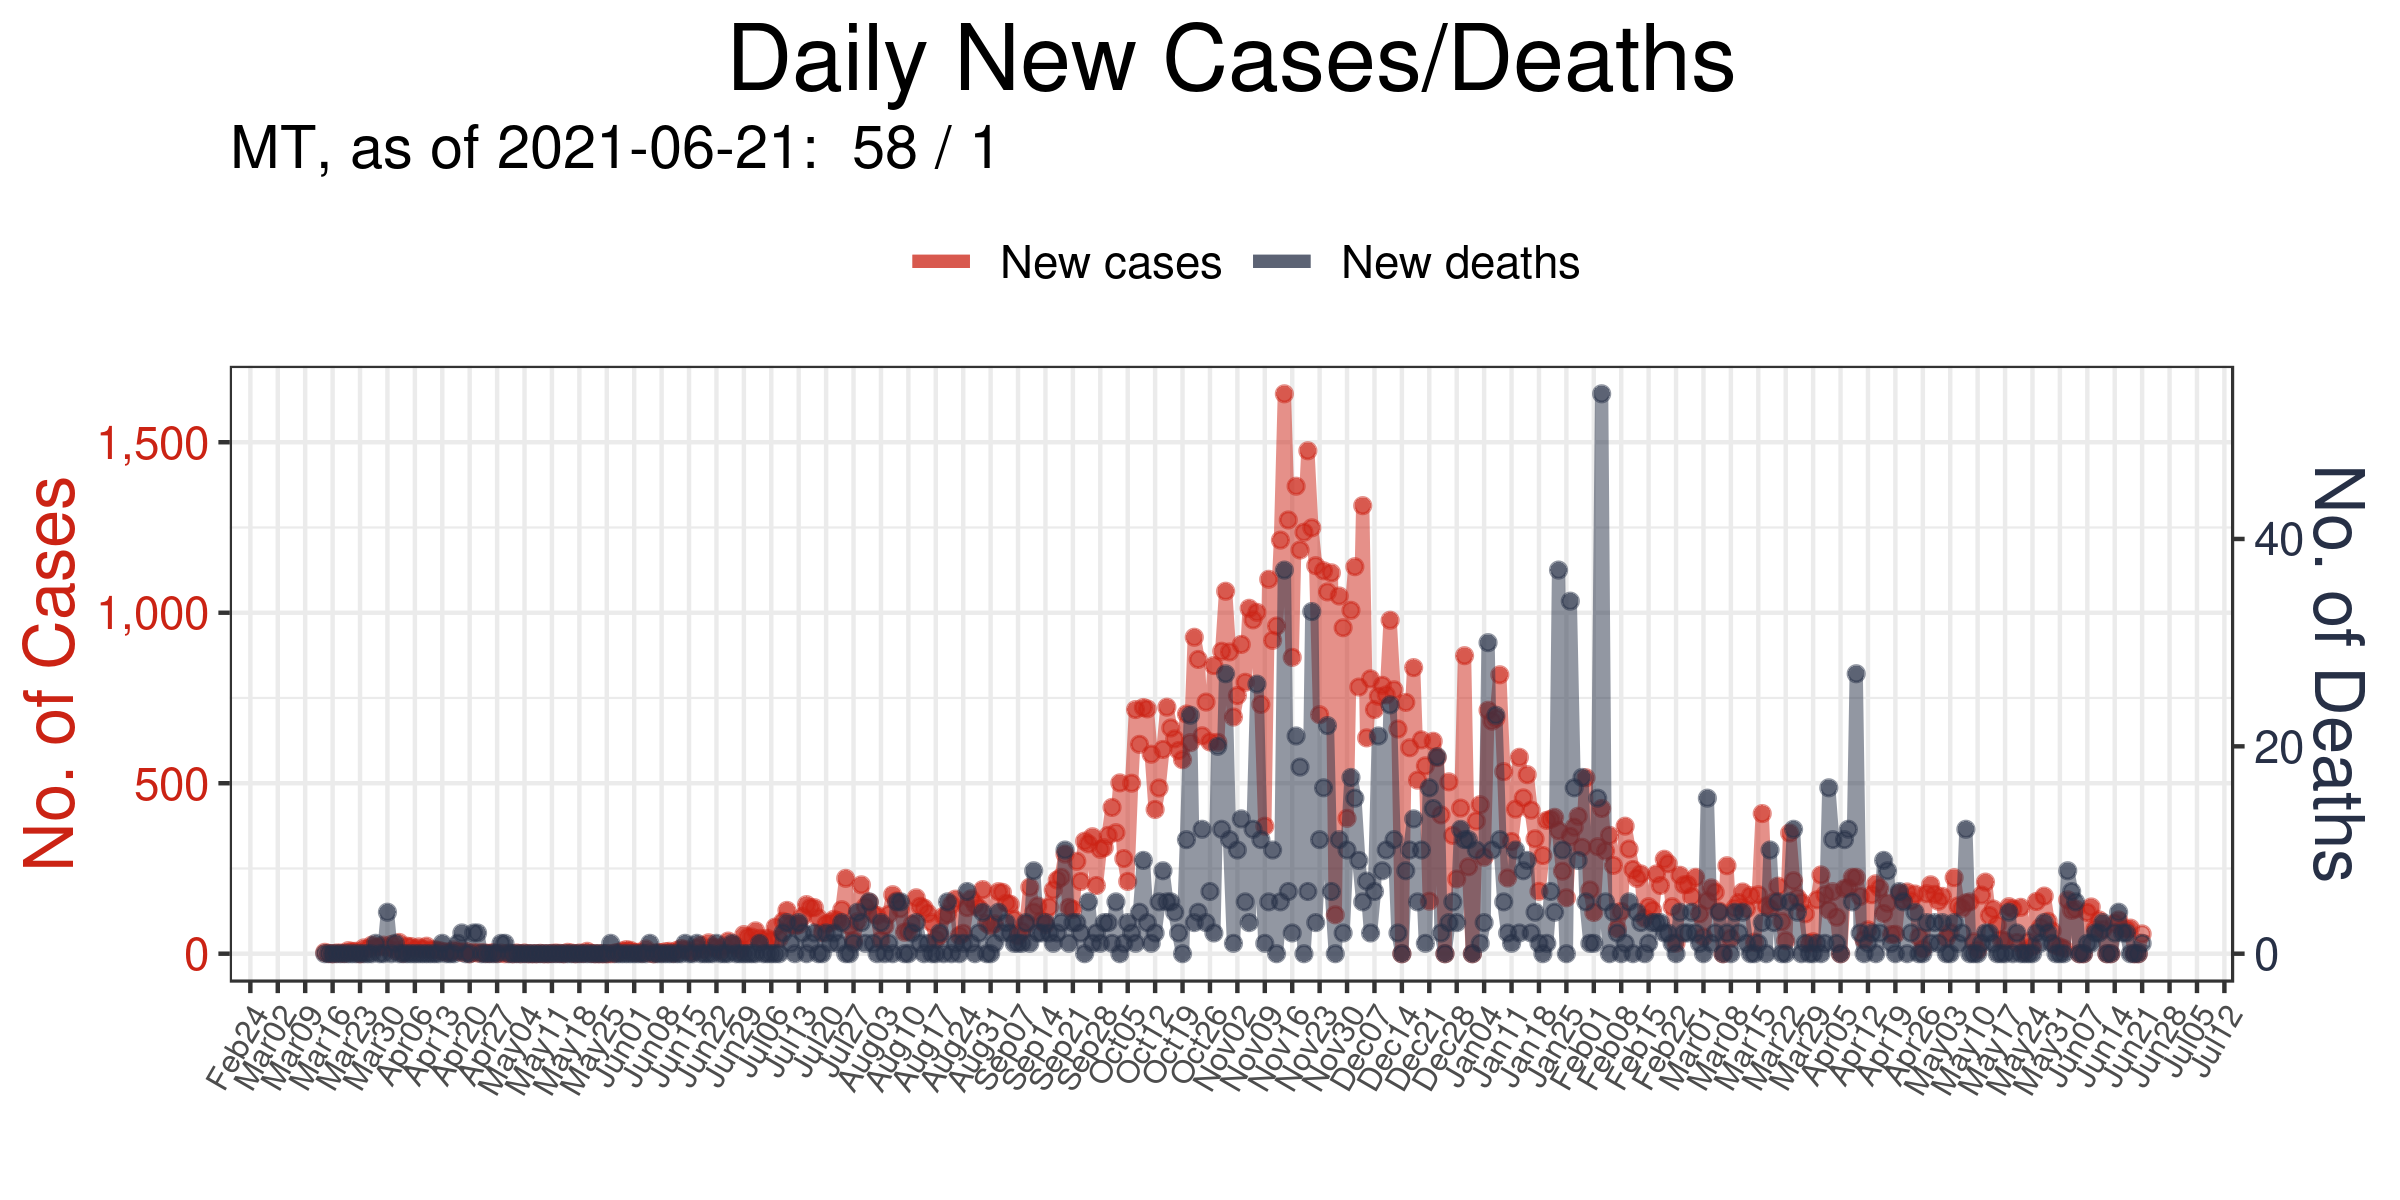 Daily New Cases/Deaths
MT, as of 2021-06-21: 58 / 1
New cases
New deaths
No. of Cases
1,500
1,000
500
0
No. of Deaths
40
20
0
Feb24
Mar02
Mar09
Mar16
Mar23
Mar30
Apr06
Apr13
Apr20
Apr27
May04
May11
May18
May25
Jun01
Jun08
Jun15
Jun22
Jun29
Jul06
Jul13
Jul20
Jul27
Aug03
Aug10
Aug17
Aug24
Aug31
Sep07
Sep14
Sep21
Sep28
Oct05
Oct12
Oct19
Oct26
Nov02
Nov09
Nov16
Nov23
Nov30
Dec07
Dec14
Dec21
Dec28
Jan04
Jan11
Jan18
Jan25
Feb01
Feb08
Feb15
Feb22
Mar01
Mar08
Mar15
Mar22
Mar29
Apr05
Apr12
Apr19
Apr26
May03
May10
May17
May24
May31
Jun07
Jun14
Jun21
Jun28
Jul05
Jul12